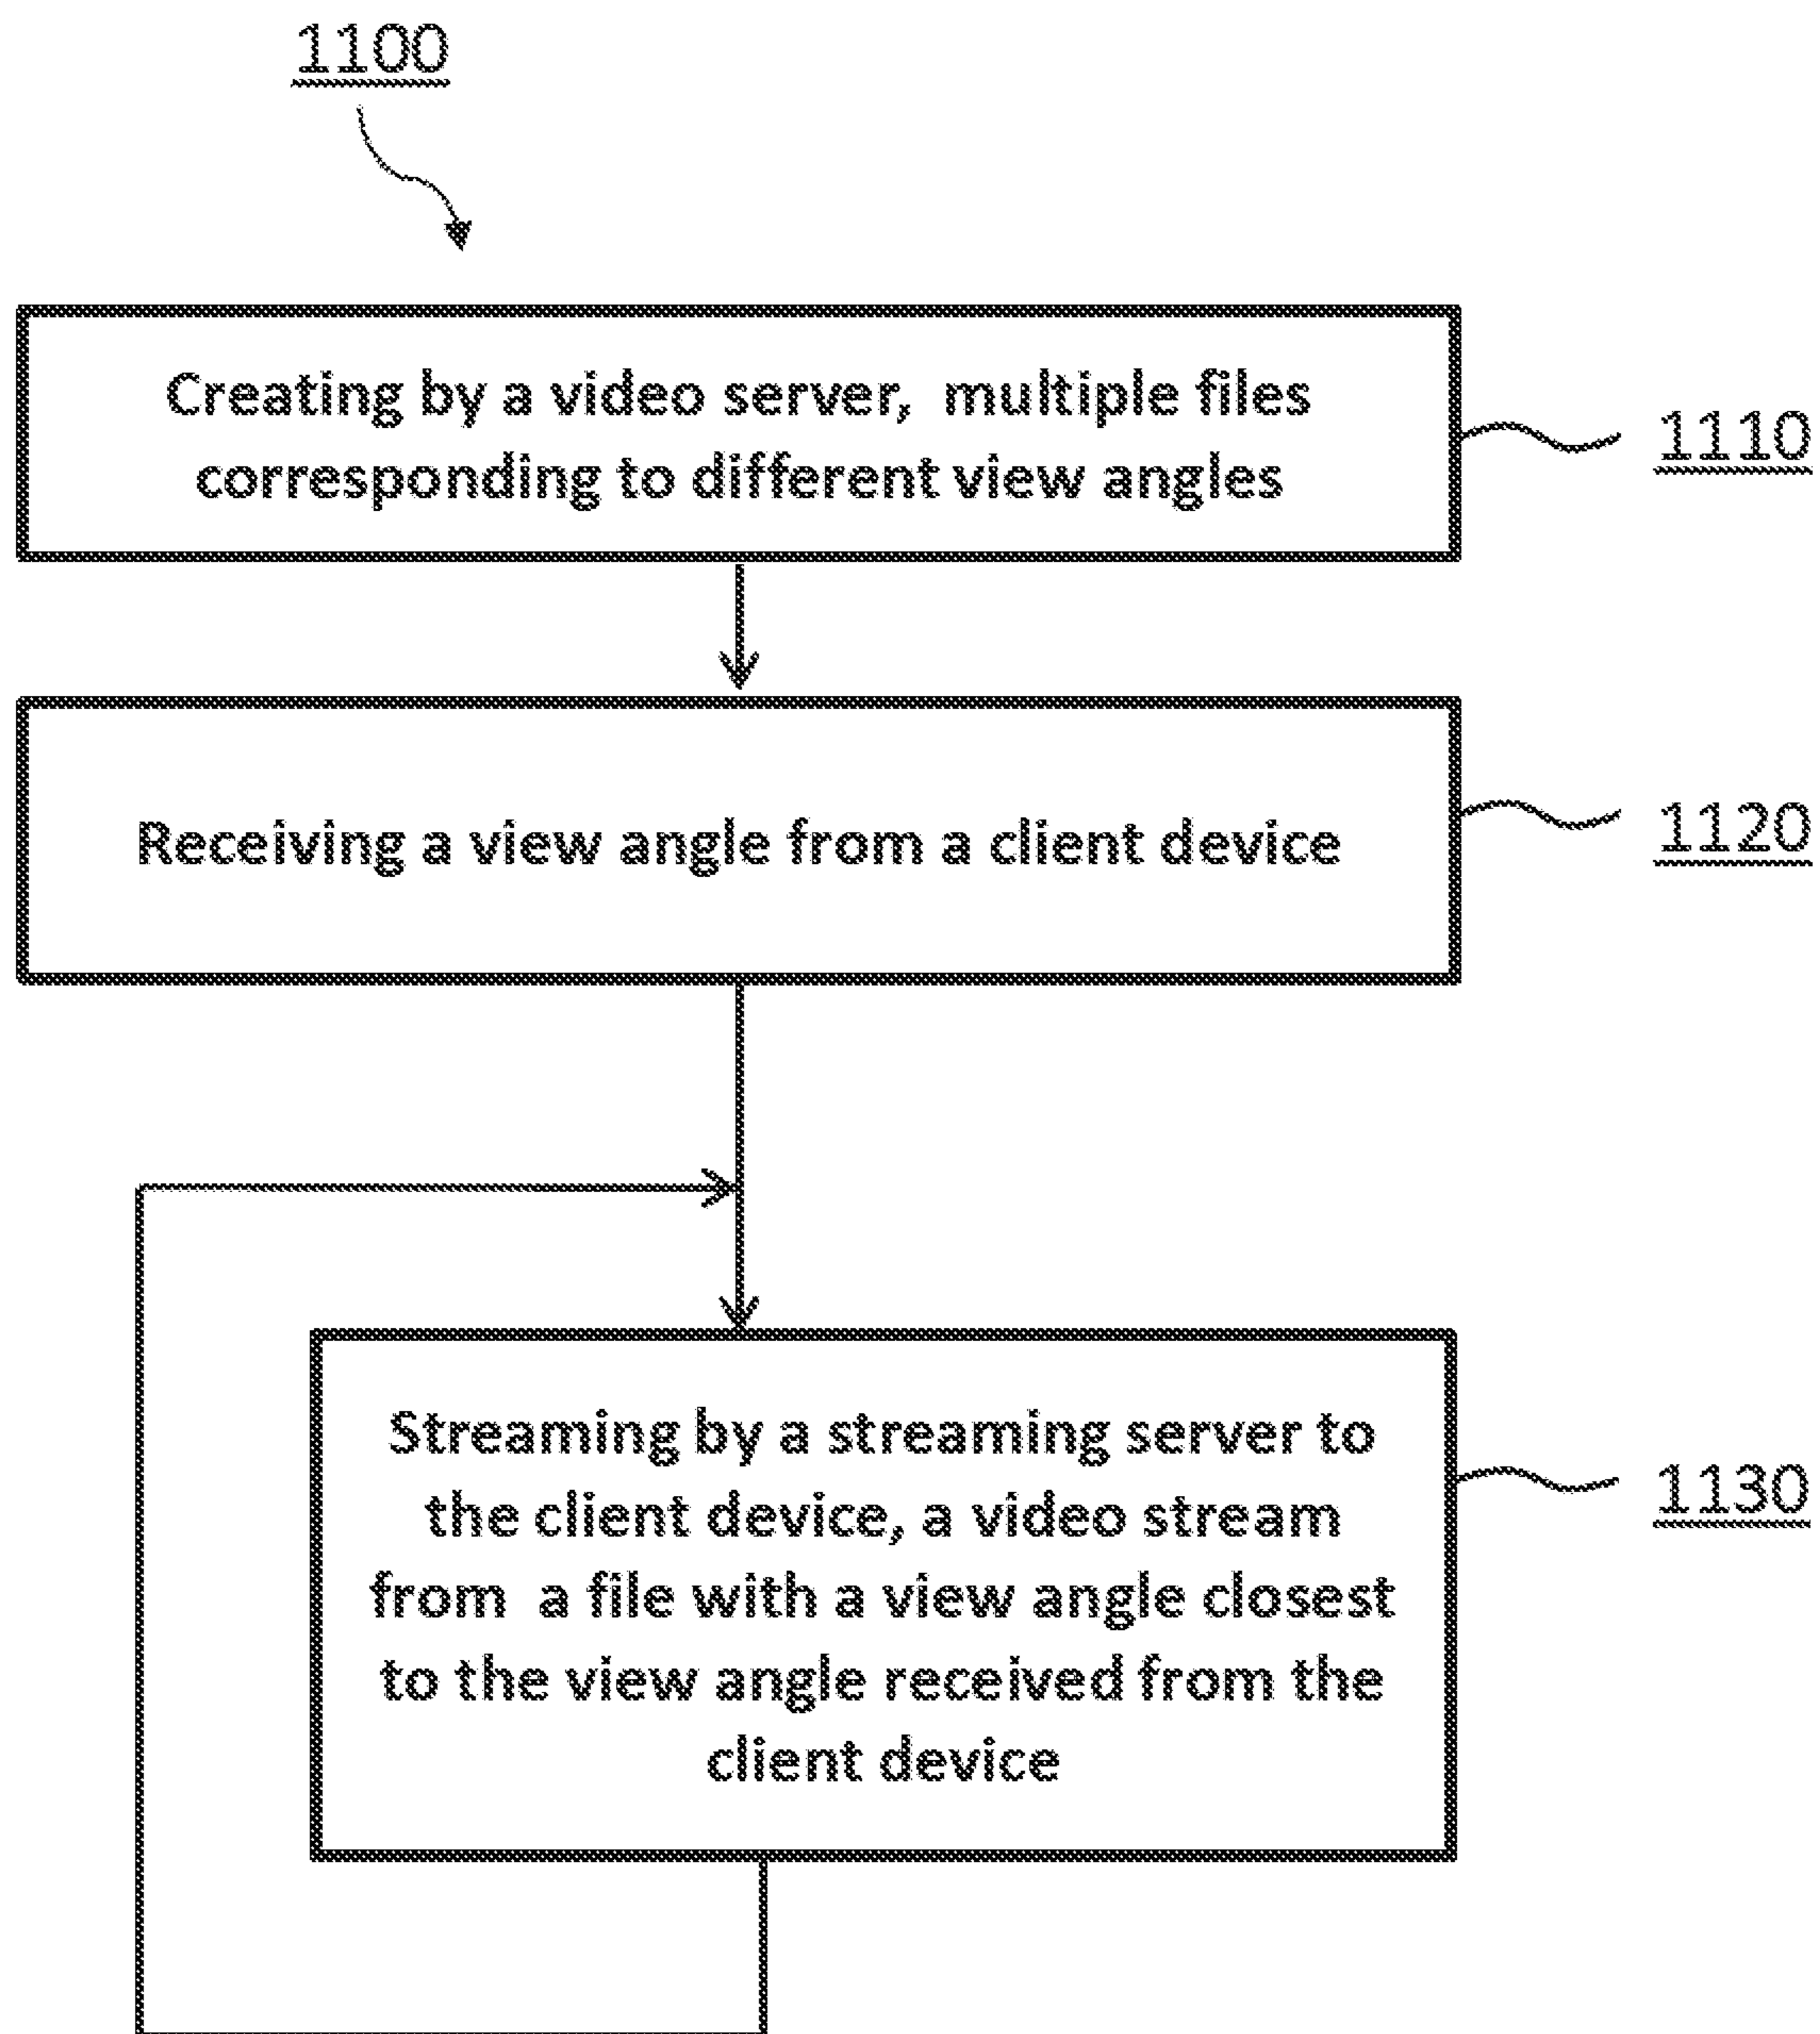 1100
Creating by a video server, multiple files
corresponding to different view angles
1110
Receiving a view angle from a client device
1120
Streaming by a streaming server to
the client device, a video stream
from a file with a view angle closest
to the view angle received from the
client device
1130